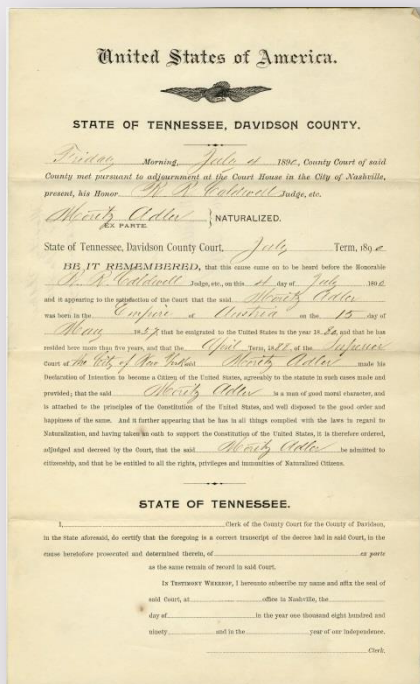 United States of America.
STATE OF TENNESSEE, DAVIDSON COUNTY.
Friday Morning, July 4 1890, County Court of said
County met pursuant to adjournment at the Court House in the City of Nashville,
present, his Honor R. R. Caldwell Judge, etc.
Moritz Adler } NATURALIZED.
EX PARTE.
State of Tennessee, Davidson County Court, July Term, 1890
BE IT REMEMBERED, that this cause came on to be heard before the Honorable
R. R. Caldwell Judge, etc., on this 4 day of July 1890
and it appearing to the satisfaction of the Court that the said Moritz Adler
was born in the Empire of Austria on the 15 day of
May 1857 that he emigrated to the United States in the year 1880, and that he has
resided here more than five years, and that the April Term, 1888. of the Superior
Court of the City of New York said Moritz Adler made his
Declaration of Intention to become a Citizen of the United States, agreeably to the statute in such cases made and
provided; that the said Moritz Adler is a man of good moral character, and
is attached to the principles of the Constitution of the United States, and well disposed to the good order and
happiness of the same. And it further appearing that he has in all things complied with the laws in regard to
Naturalization, and having taken an oath to support the Constitution of the United States, it is therefore ordered,
adjudged and decreed by the Court, that the said Moritz Adler be admitted to
citizenship, and that he be entitled to all the rights, privileges and immunities of Naturalized Citizens.
STATE OF TENNESSEE.
I, Clerk of the County Court for the County of Davidson,
in the State aforesaid, do certify that the foregoing is a correct transcript of the decree had in said Court, in the
cause heretofore prosecuted and determined therein, of ex parte
as the same remain of record in said Court.
IN TESTIMONY WHEREOF, I hereunto subscribe my name and affix the seal of
said Court, at office in Nashville, the
day of in the year one thousand eight hundred and
ninety and in the year of our Independence.
Clerk.